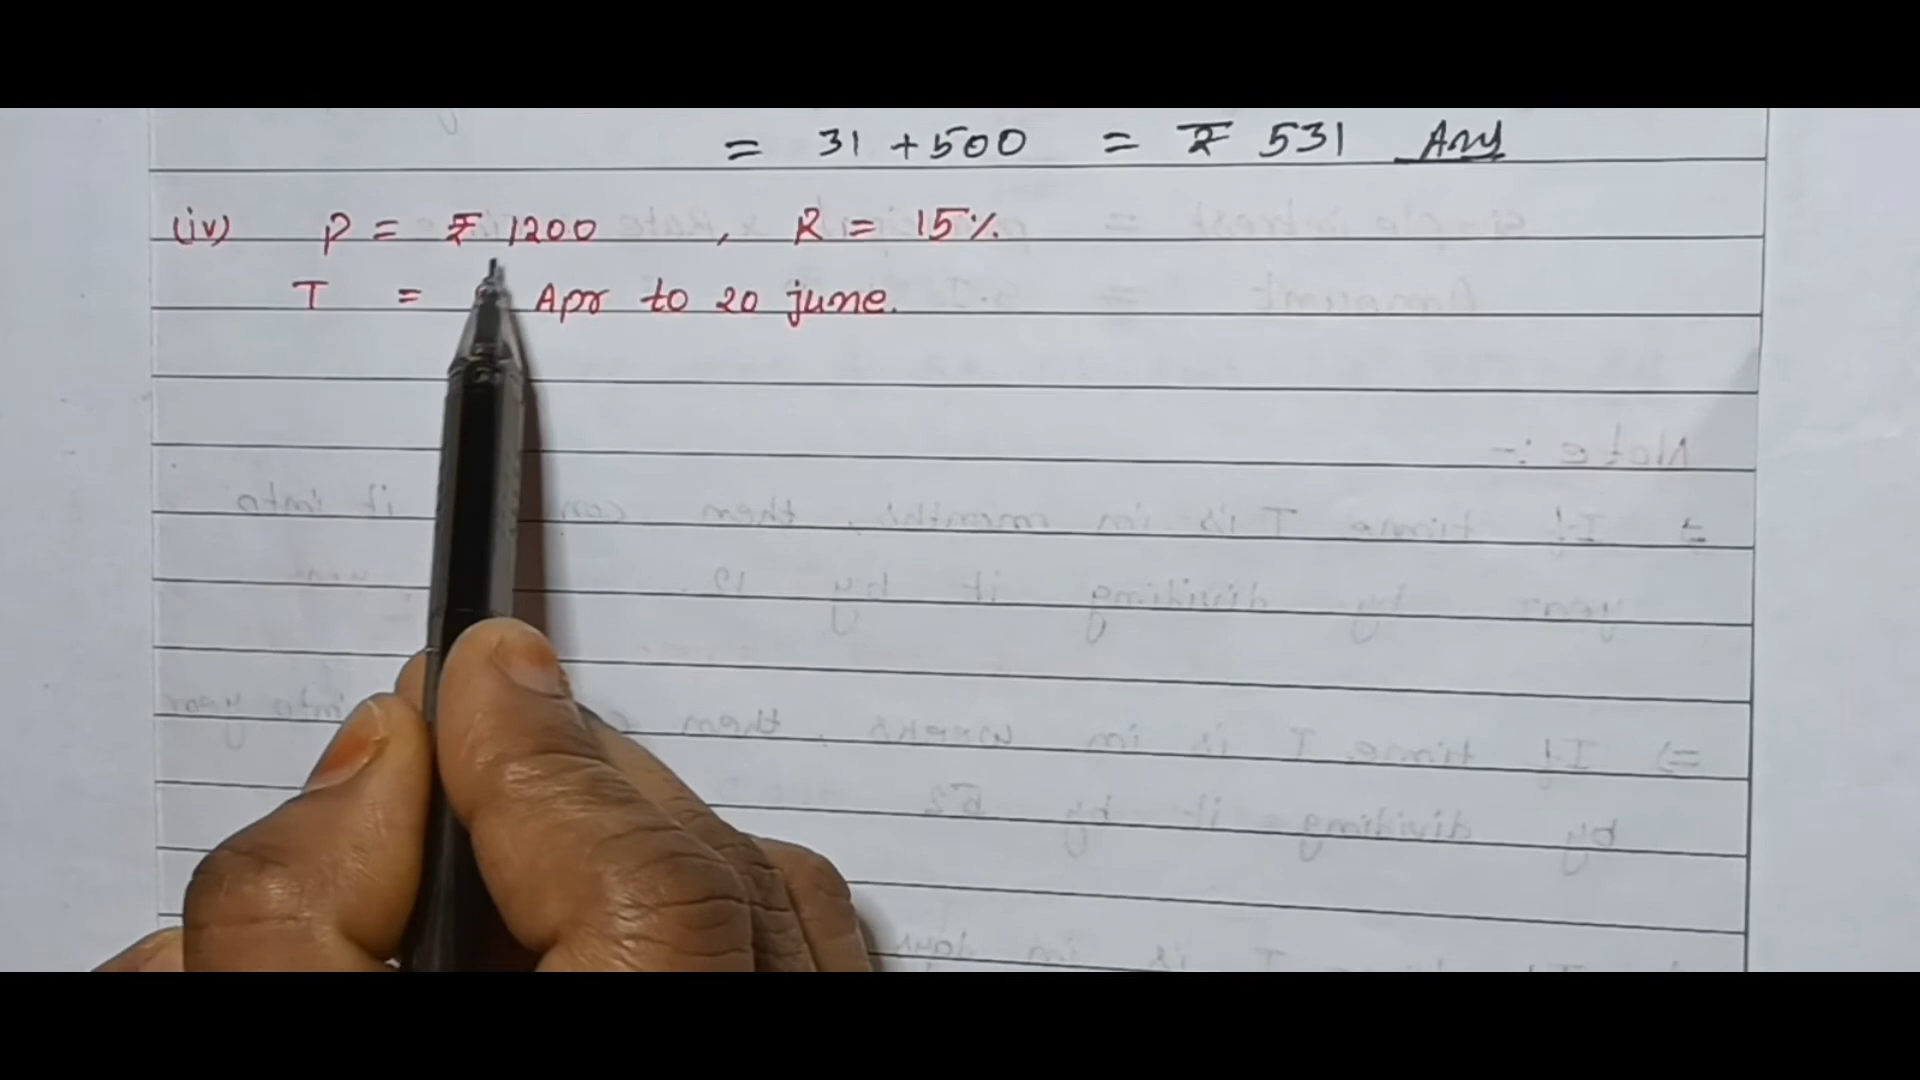 = 31 + 500 = ₹ 531 Ans
(iv) P = ₹ 1200 , R = 15%
T = Apr to 20 june.